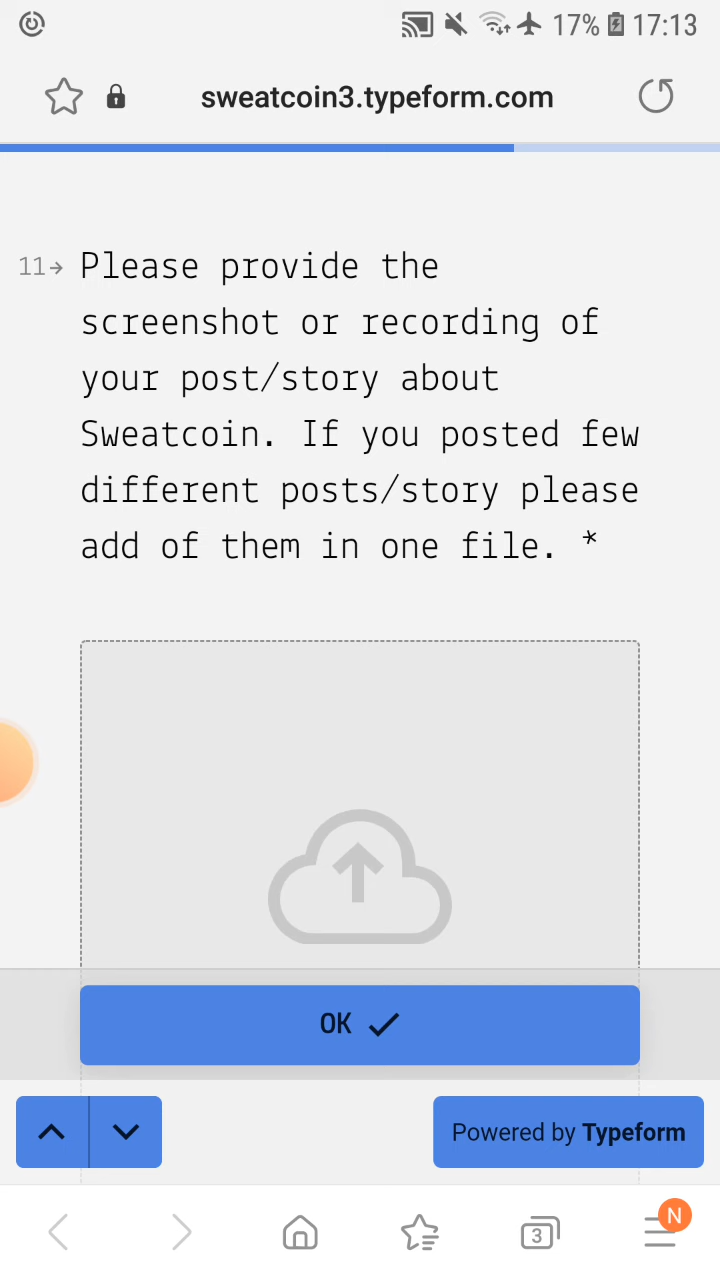 17% 17:13
sweatcoin3.typeform.com
11 Please provide the
screenshot or recording of
your post/story about
Sweatcoin. If you posted few
different posts/story please
add of them in one file. *
OK
Powered by Typeform
3
N